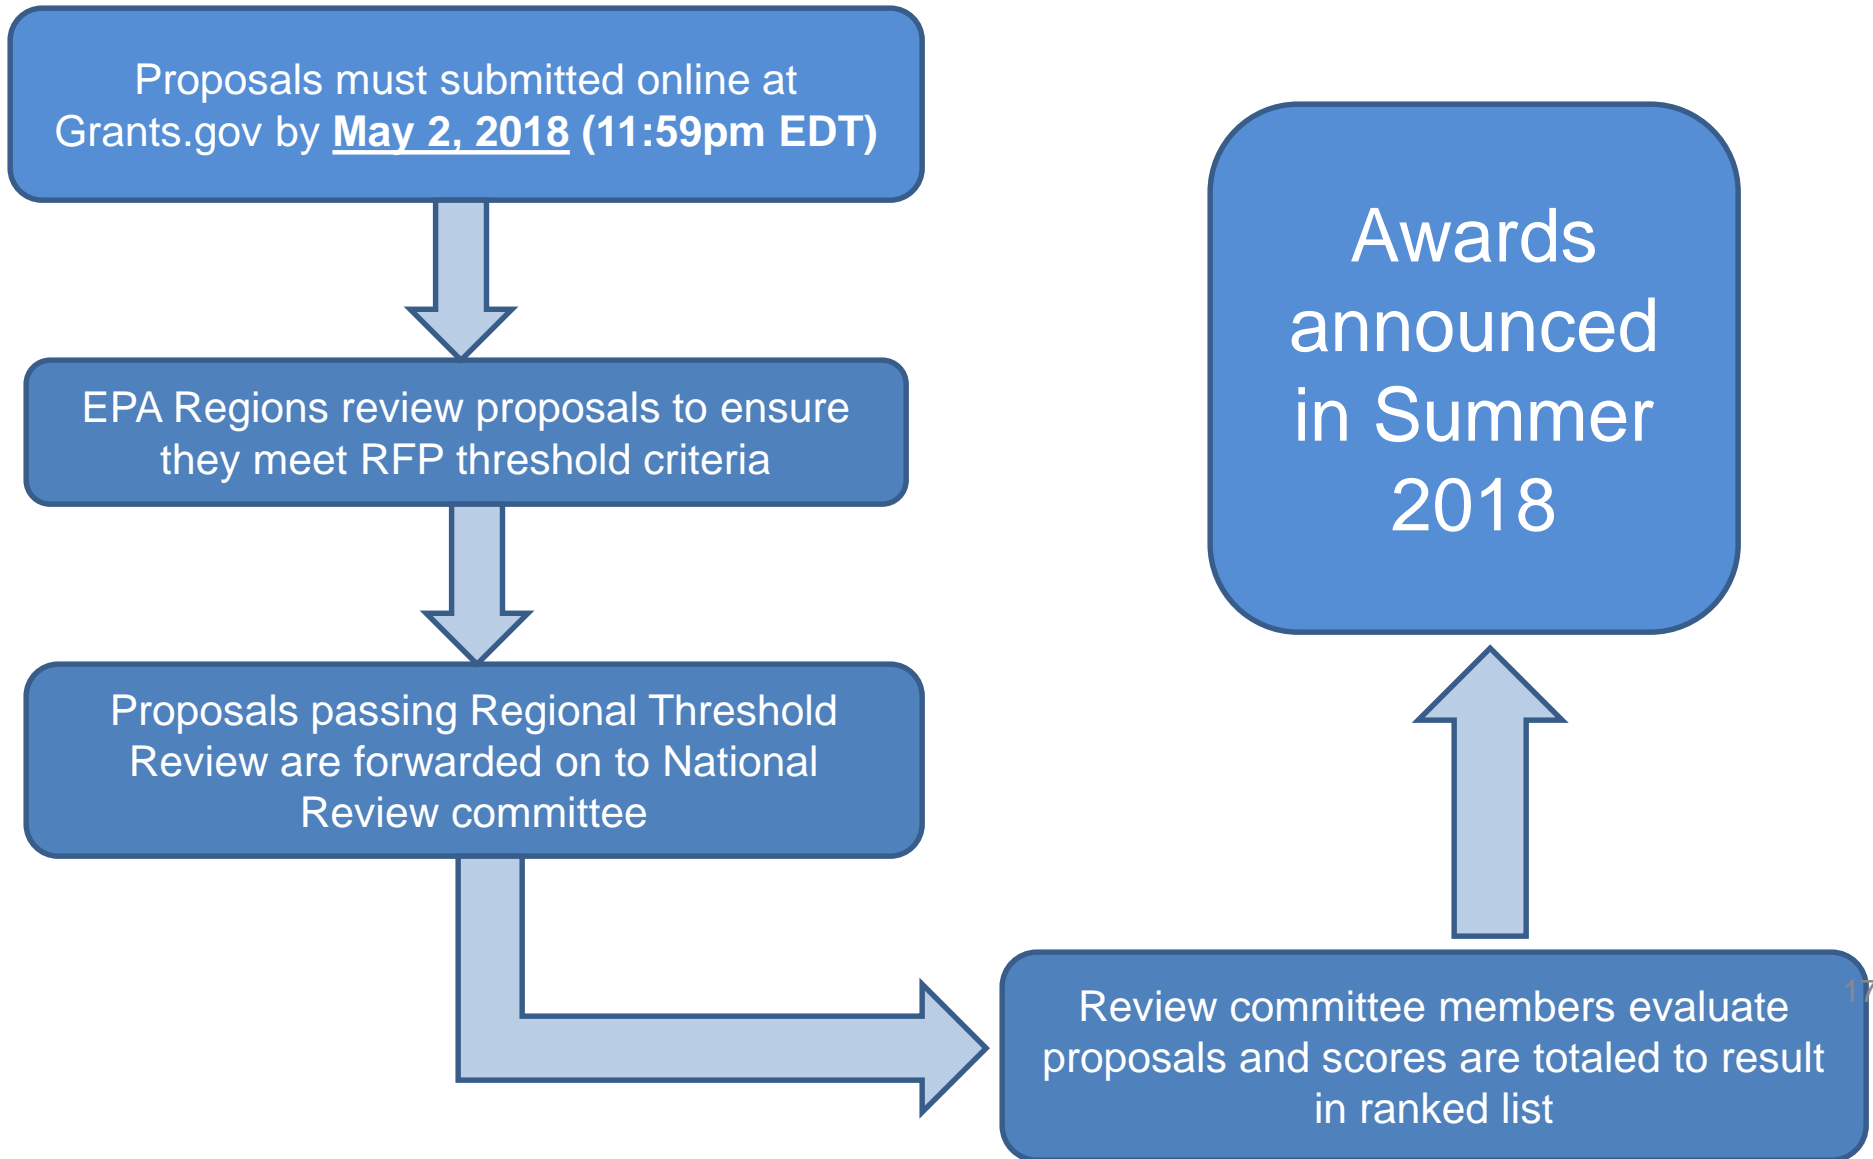 Proposals must submitted online at
Grants.gov by May 2, 2018 (11:59pm EDT)
EPA Regions review proposals to ensure
they meet RFP threshold criteria
Proposals passing Regional Threshold
Review are forwarded on to National
Review committee
Review committee members evaluate
proposals and scores are totaled to result
in ranked list
17
Awards
announced
in Summer
2018